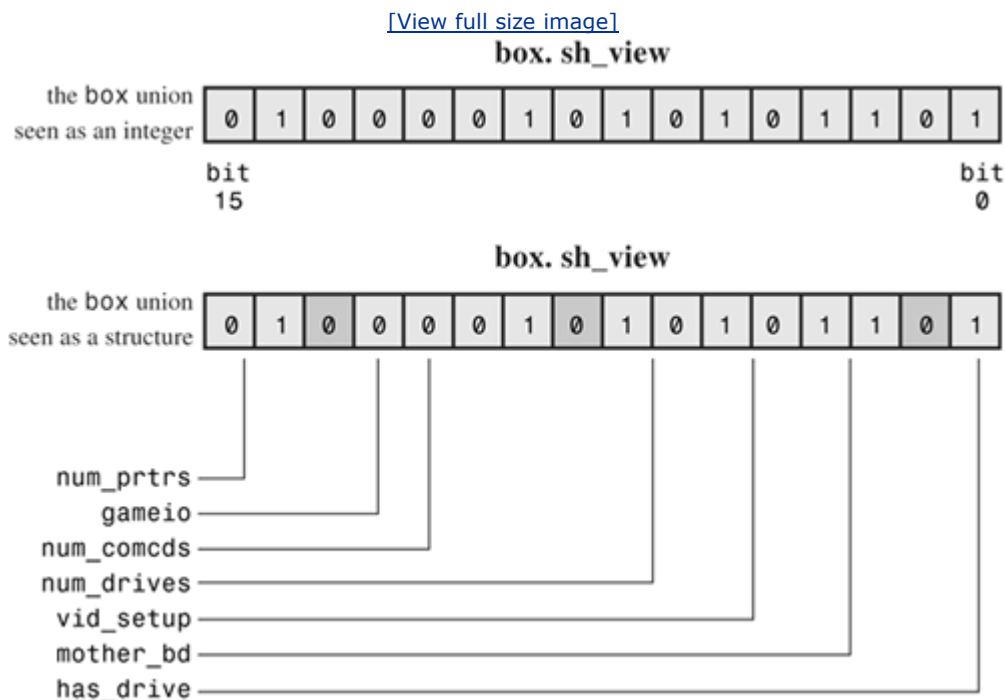 [View full size image]
box. sh_view
the box union
seen as an integer
0 1 0 0 0 0 1 0 1 0 1 0 1 1 0 1
bit bit
15 0
box. sh_view
the box union
seen as a structure
0 1 0 0 0 0 1 0 1 0 1 0 1 1 0 1
num_prtrs
gameio
num_comcds
num_drives
vid_setup
mother_bd
has_drive